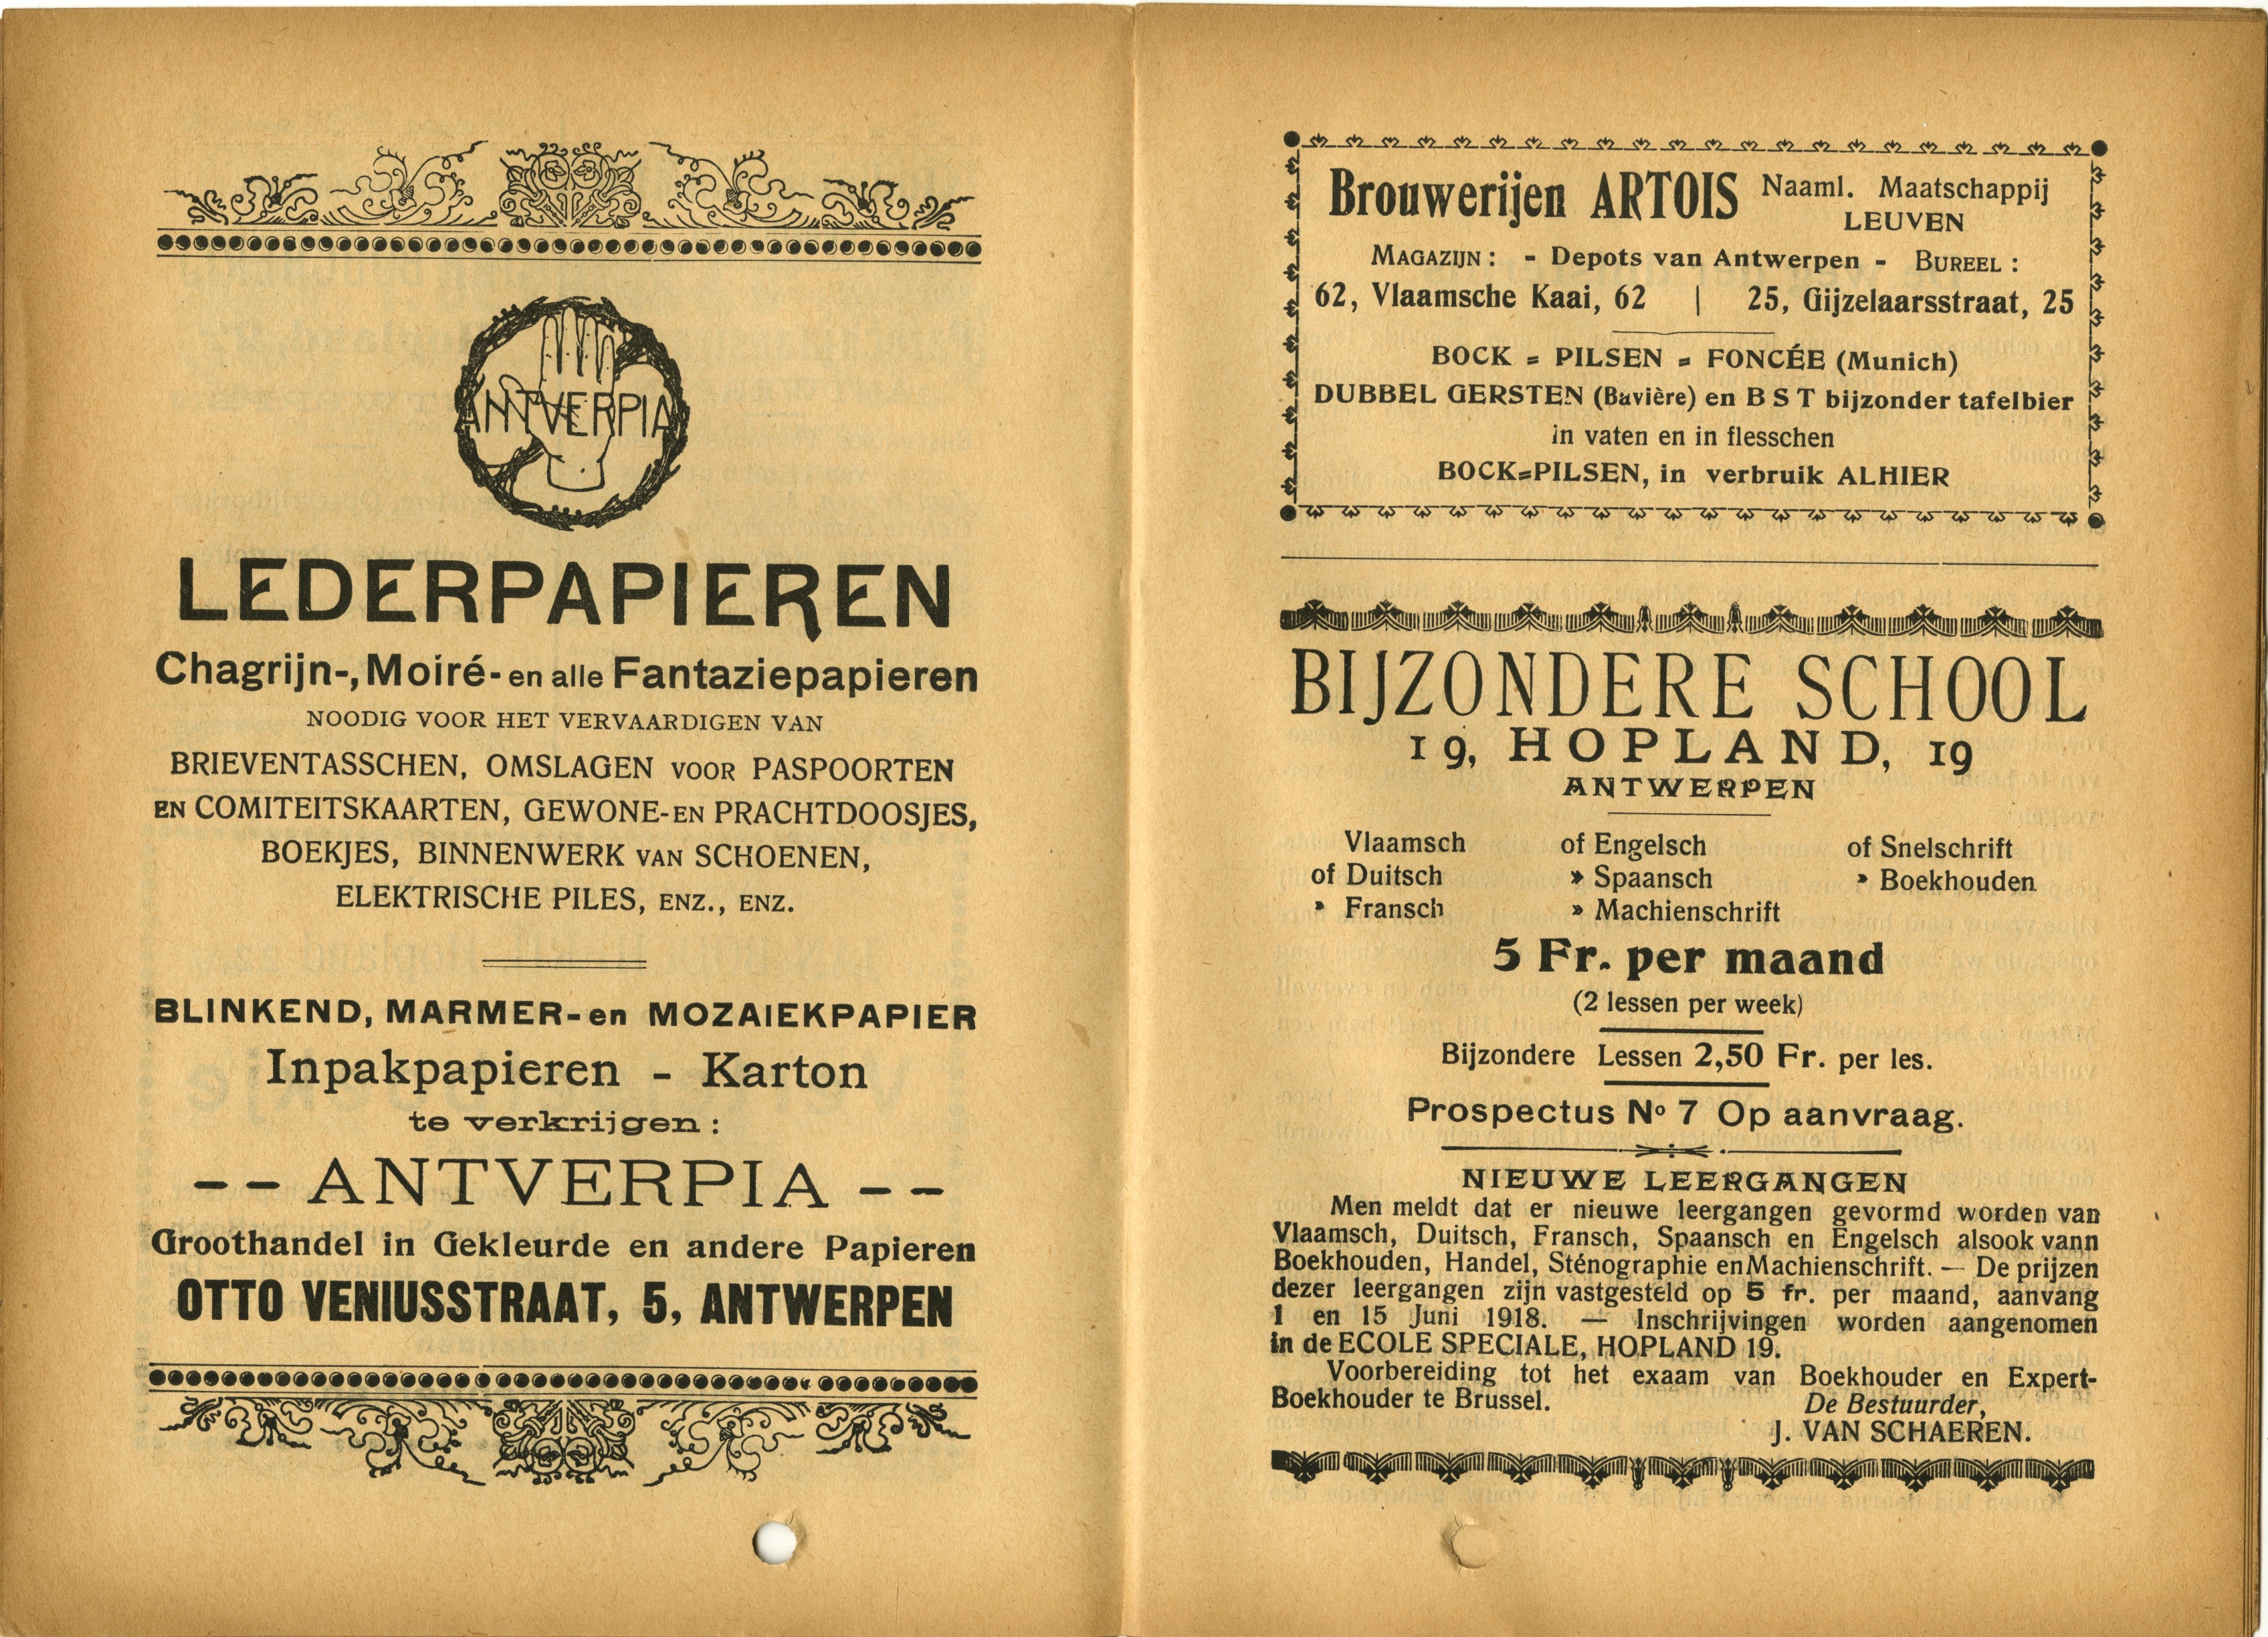 ANTVERPIA
LEDERPAPIEREN
Chagrijn-, Moiré- en alle Fantaziepapieren
NOODIG VOOR HET VERVAARDIGEN VAN
BRIEVENTASSCHEN, OMSLAGEN VOOR PASPOORTEN
EN COMITEITSKAARTEN, GEWONE- EN PRACHTDOOSJES,
BOEKJES, BINNENWERK VAN SCHOENEN,
ELEKTRISCHE PILES, ENZ., ENZ.
BLINKEND, MARMER- en MOZAIEKPAPIER
Inpakpapieren - Karton
te verkrijgen :
-- ANTVERPIA --
Groothandel in Gekleurde en andere Papieren
OTTO VENIUSSTRAAT, 5, ANTWERPEN
Brouwerijen ARTOIS Naaml. Maatschappij
LEUVEN
MAGAZIJN : - Depots van Antwerpen - BUREEL :
62, Vlaamsche Kaai, 62 | 25, Gijzelaarsstraat, 25
BOCK = PILSEN = FONCÉE (Munich)
DUBBEL GERSTEN (Bavière) en B S T bijzonder tafelbier
in vaten en in flesschen
BOCK=PILSEN, in verbruik ALHIER
BIJZONDERE SCHOOL
19, HOPLAND, 19
ANTWERPEN
Vlaamsch of Engelsch of Snelschrift
of Duitsch » Spaansch » Boekhouden
» Fransch » Machienschrift
5 Fr. per maand
(2 lessen per week)
Bijzondere Lessen 2,50 Fr. per les.
Prospectus No 7 Op aanvraag.
NIEUWE LEERGANGEN
Men meldt dat er nieuwe leergangen gevormd worden van
Vlaamsch, Duitsch, Fransch, Spaansch en Engelsch alsook vann
Boekhouden, Handel, Sténographie en Machienschrift. — De prijzen
dezer leergangen zijn vastgesteld op 5 fr. per maand, aanvang
1 en 15 Juni 1918. — Inschrijvingen worden aangenomen
in de ECOLE SPECIALE, HOPLAND 19.
Voorbereiding tot het exaam van Boekhouder en Expert-
Boekhouder te Brussel. De Bestuurder,
J. VAN SCHAEREN.